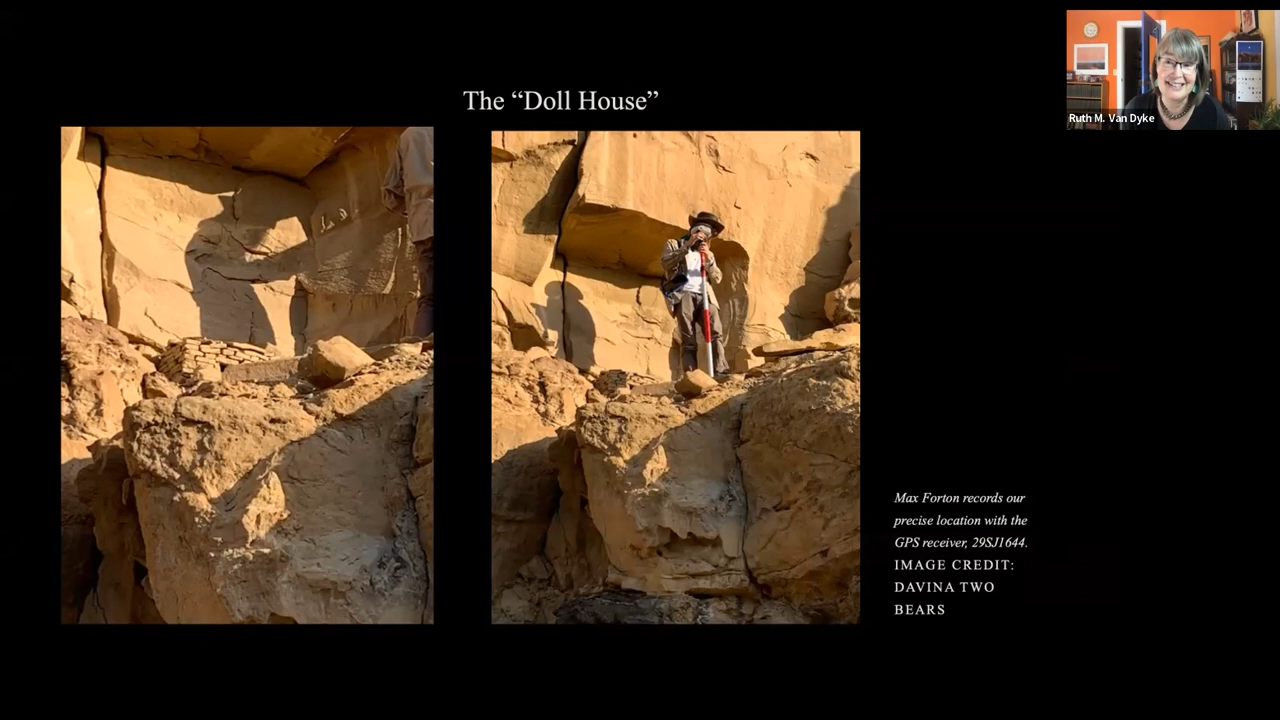 Ruth M. Van Dyke
The “Doll House”
Max Forton records our
precise location with the
GPS receiver, 29SJ1644.
IMAGE CREDIT:
DAVINA TWO
BEARS